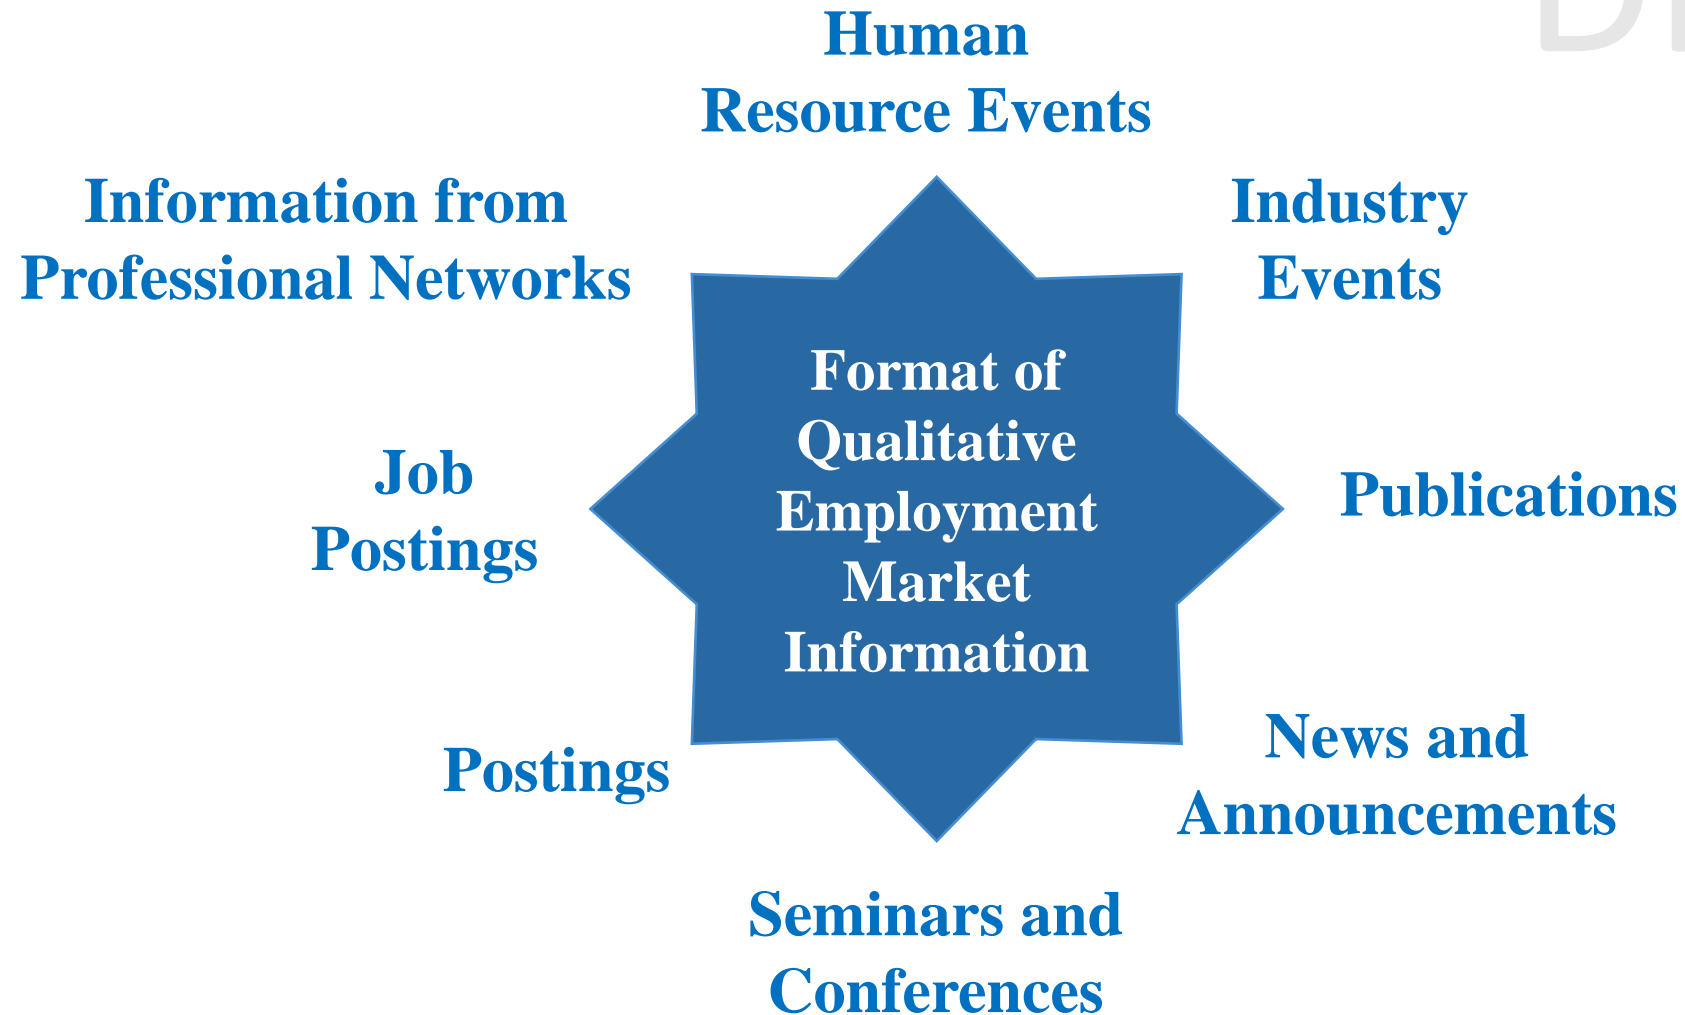 Human
Resource Events
Industry
Events
Publications
News and
Announcements
Seminars and
Conferences
Postings
Job
Postings
Information from
Professional Networks
Format of
Qualitative
Employment
Market
Information